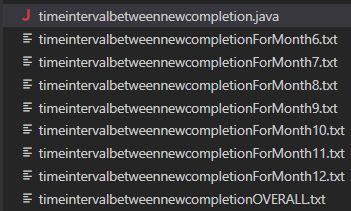 timeintervalbetweennewcompletion.java
timeintervalbetweennewcompletionForMonth6.txt
timeintervalbetweennewcompletionForMonth7.txt
timeintervalbetweennewcompletionForMonth8.txt
timeintervalbetweennewcompletionForMonth9.txt
timeintervalbetweennewcompletionForMonth10.txt
timeintervalbetweennewcompletionForMonth11.txt
timeintervalbetweennewcompletionForMonth12.txt
timeintervalbetweennewcompletionOVERALL.txt